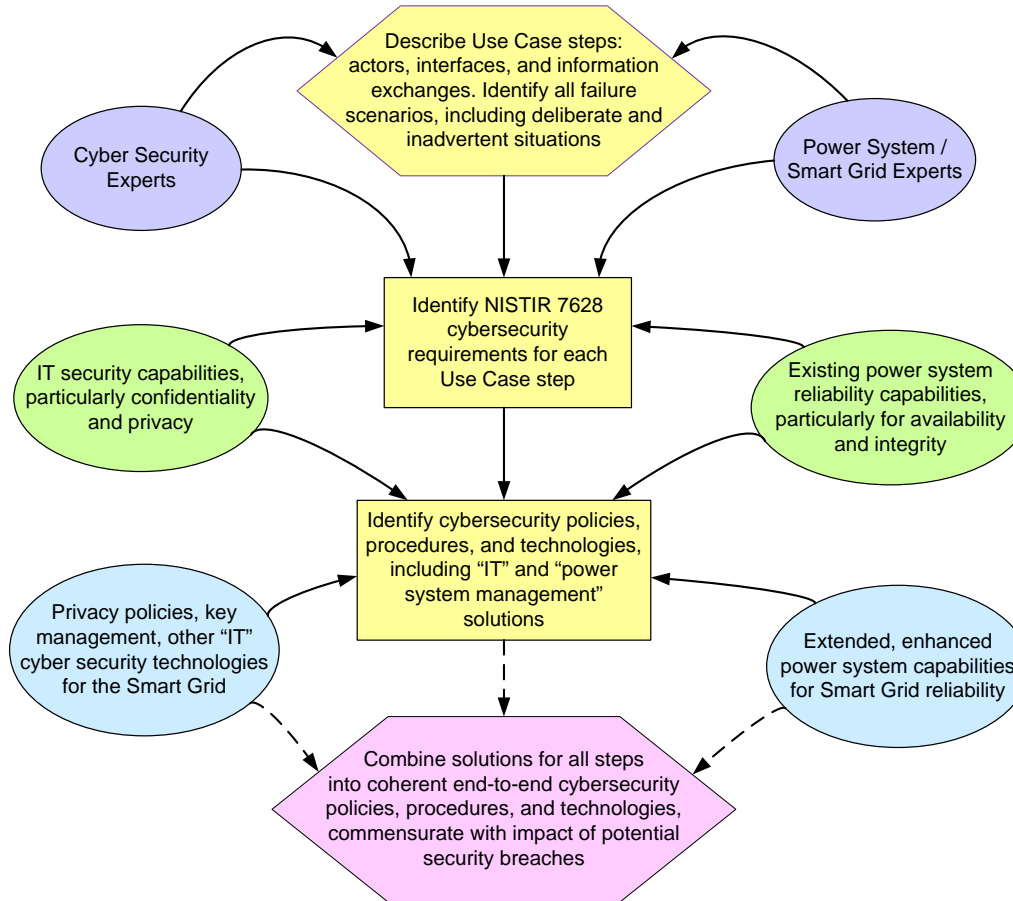 Describe Use Case steps:
actors, interfaces, and information
exchanges. Identify all failure
scenarios, including deliberate and
inadvertent situations
Cyber Security
Experts
Power System /
Smart Grid Experts
Identify NISTIR 7628
cybersecurity
requirements for each
Use Case step
IT security capabilities,
particularly confidentiality
and privacy
Existing power system
reliability capabilities,
particularly for availability
and integrity
Identify cybersecurity policies,
procedures, and technologies,
including “IT” and “power
system management”
solutions
Privacy policies, key
management, other “IT”
cyber security technologies
for the Smart Grid
Extended, enhanced
power system capabilities
for Smart Grid reliability
Combine solutions for all steps
into coherent end-to-end cybersecurity
policies, procedures, and technologies,
commensurate with impact of potential
security breaches